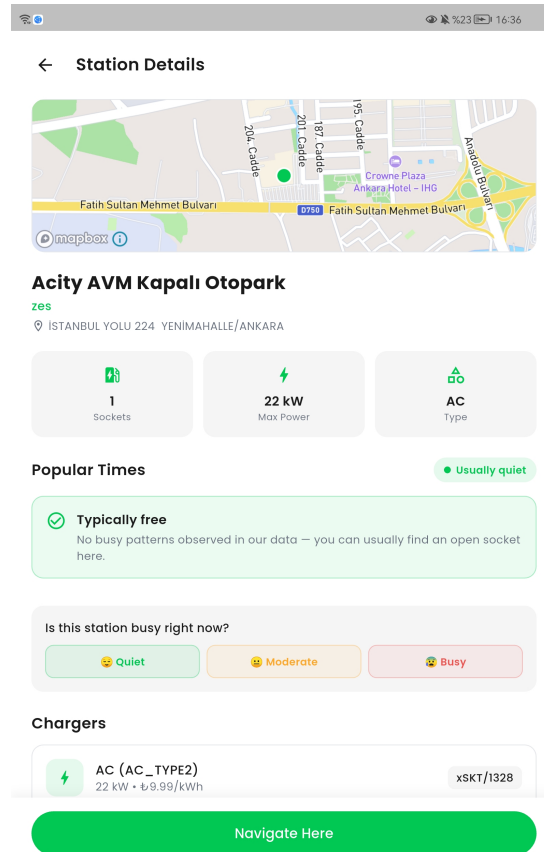 %23 16:36
Station Details
204. Cadde
201. Cadde
187. Cadde
195. Cadde
Anadolu Bulvarı
Crowne Plaza
Ankara Hotel – IHG
Fatih Sultan Mehmet Bulvarı
D750
Fatih Sultan Mehmet Bulvarı
mapbox
Acity AVM Kapalı Otopark
zes
İSTANBUL YOLU 224  YENİMAHALLE/ANKARA
1
Sockets
22 kW
Max Power
AC
Type
Popular Times
Usually quiet
Typically free
No busy patterns observed in our data — you can usually find an open socket
here.
Is this station busy right now?
😌 Quiet
😐 Moderate
😰 Busy
Chargers
AC (AC_TYPE2)
22 kW • ₺9.99/kWh
xSKT/1328
Navigate Here